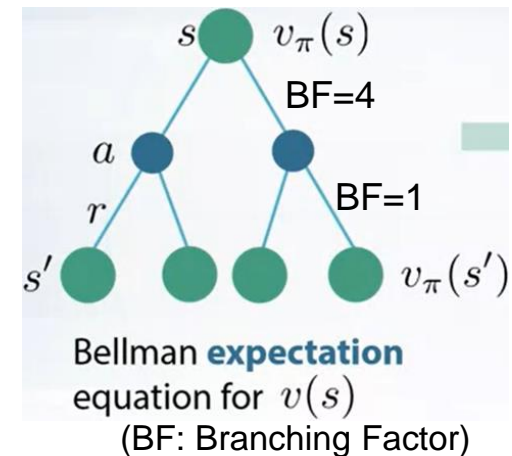 s v_π(s)
BF=4
a
r BF=1
s′ v_π(s′)
Bellman expectation
equation for v(s)
(BF: Branching Factor)